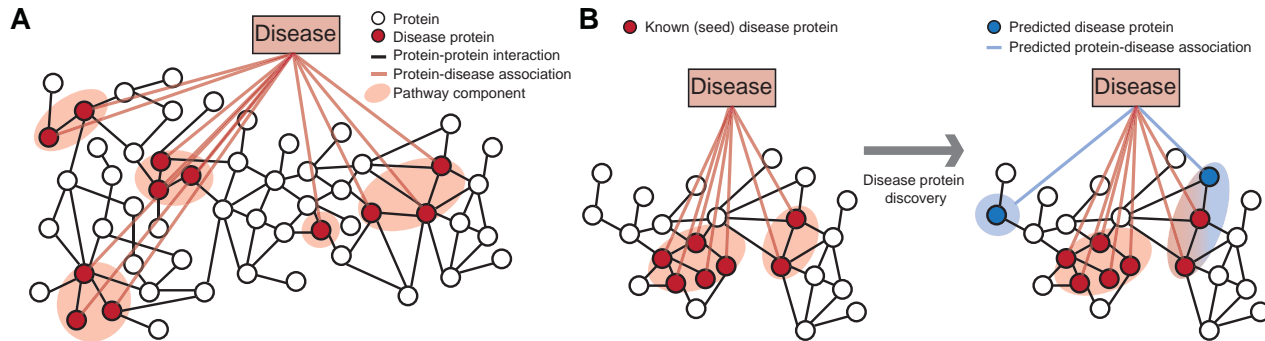 A
Disease
Protein
Disease protein
Protein-protein interaction
Protein-disease association
Pathway component
B
Known (seed) disease protein
Disease
Disease protein
discovery
Predicted disease protein
Predicted protein-disease association
Disease